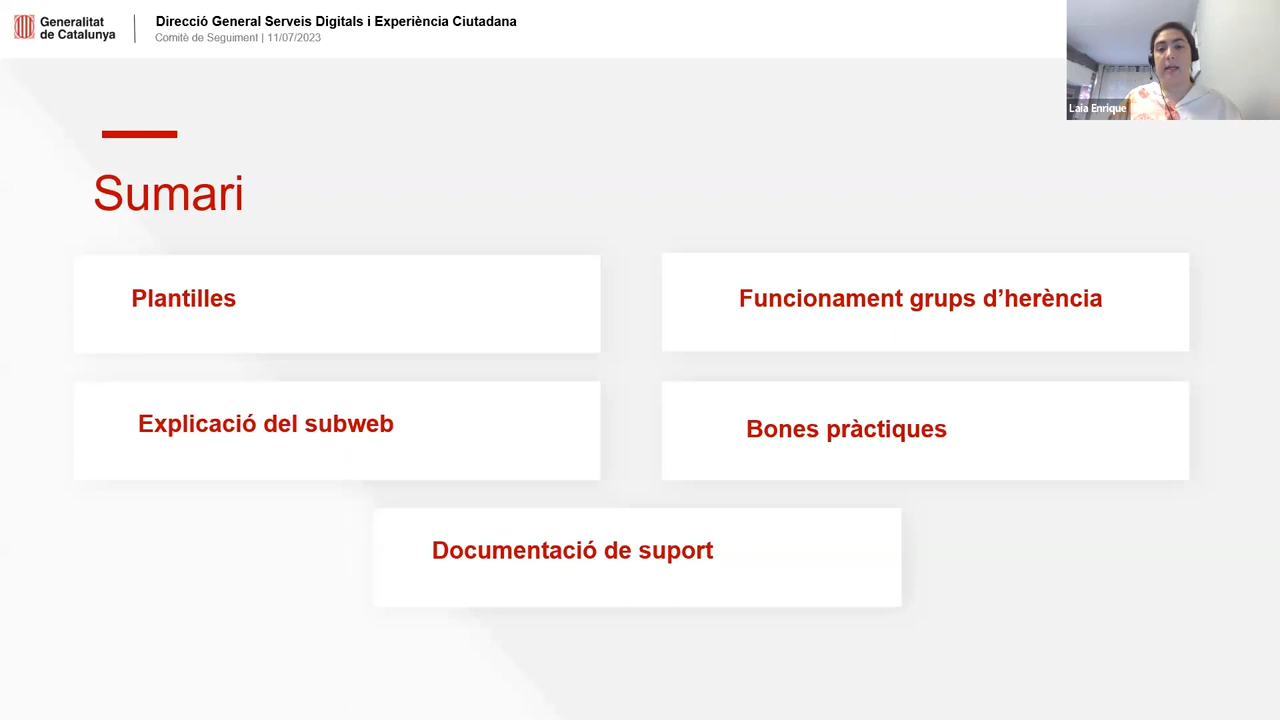 Generalitat
de Catalunya
Direcció General Serveis Digitals i Experiència Ciutadana
Comitè de Seguiment | 11/07/2023
Laia Enrique
Sumari
Plantilles
Funcionament grups d’herència
Explicació del subweb
Bones pràctiques
Documentació de suport